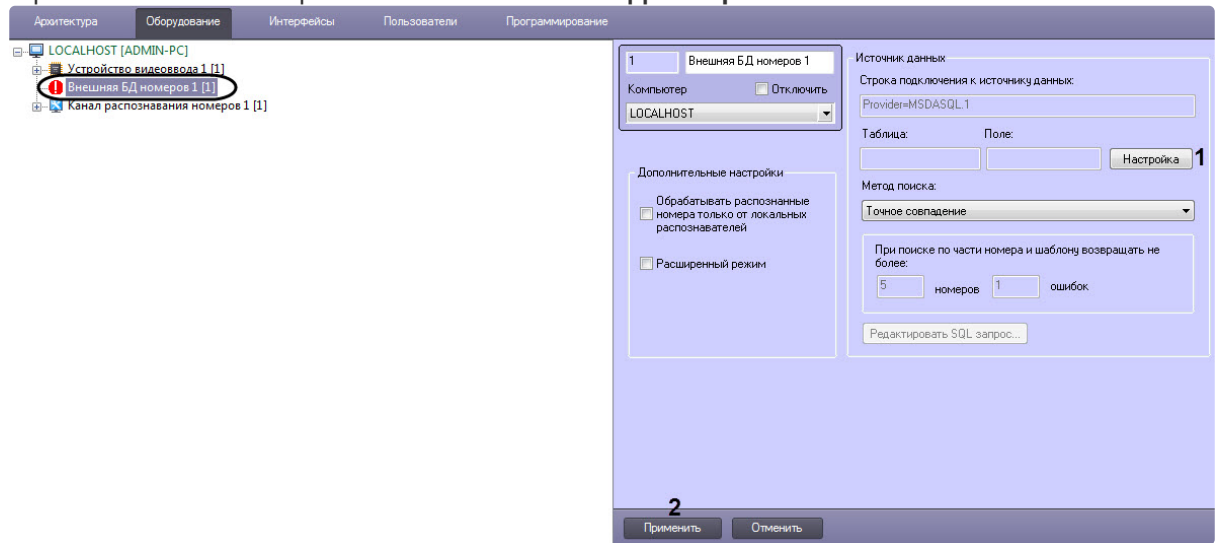 Архитектура Оборудование Интерфейсы Пользователи Программирование
LOCALHOST [ADMIN-PC]
Устройство видеоввода 1 [1]
Внешняя БД номеров 1 [1]
Канал распознавания номеров 1 [1]
1 Внешняя БД номеров 1
Компьютер Отключить
LOCALHOST
Дополнительные настройки
Обрабатывать распознанные
номера только от локальных
распознавателей
Расширенный режим
Источник данных
Строка подключения к источнику данных:
Provider=MSDASQL.1
Таблица: Поле:
Настройка 1
Метод поиска:
Точное совпадение
При поиске по части номера и шаблону возвращать не
более:
5 номеров 1 ошибок
Редактировать SQL запрос...
2
Применить Отменить